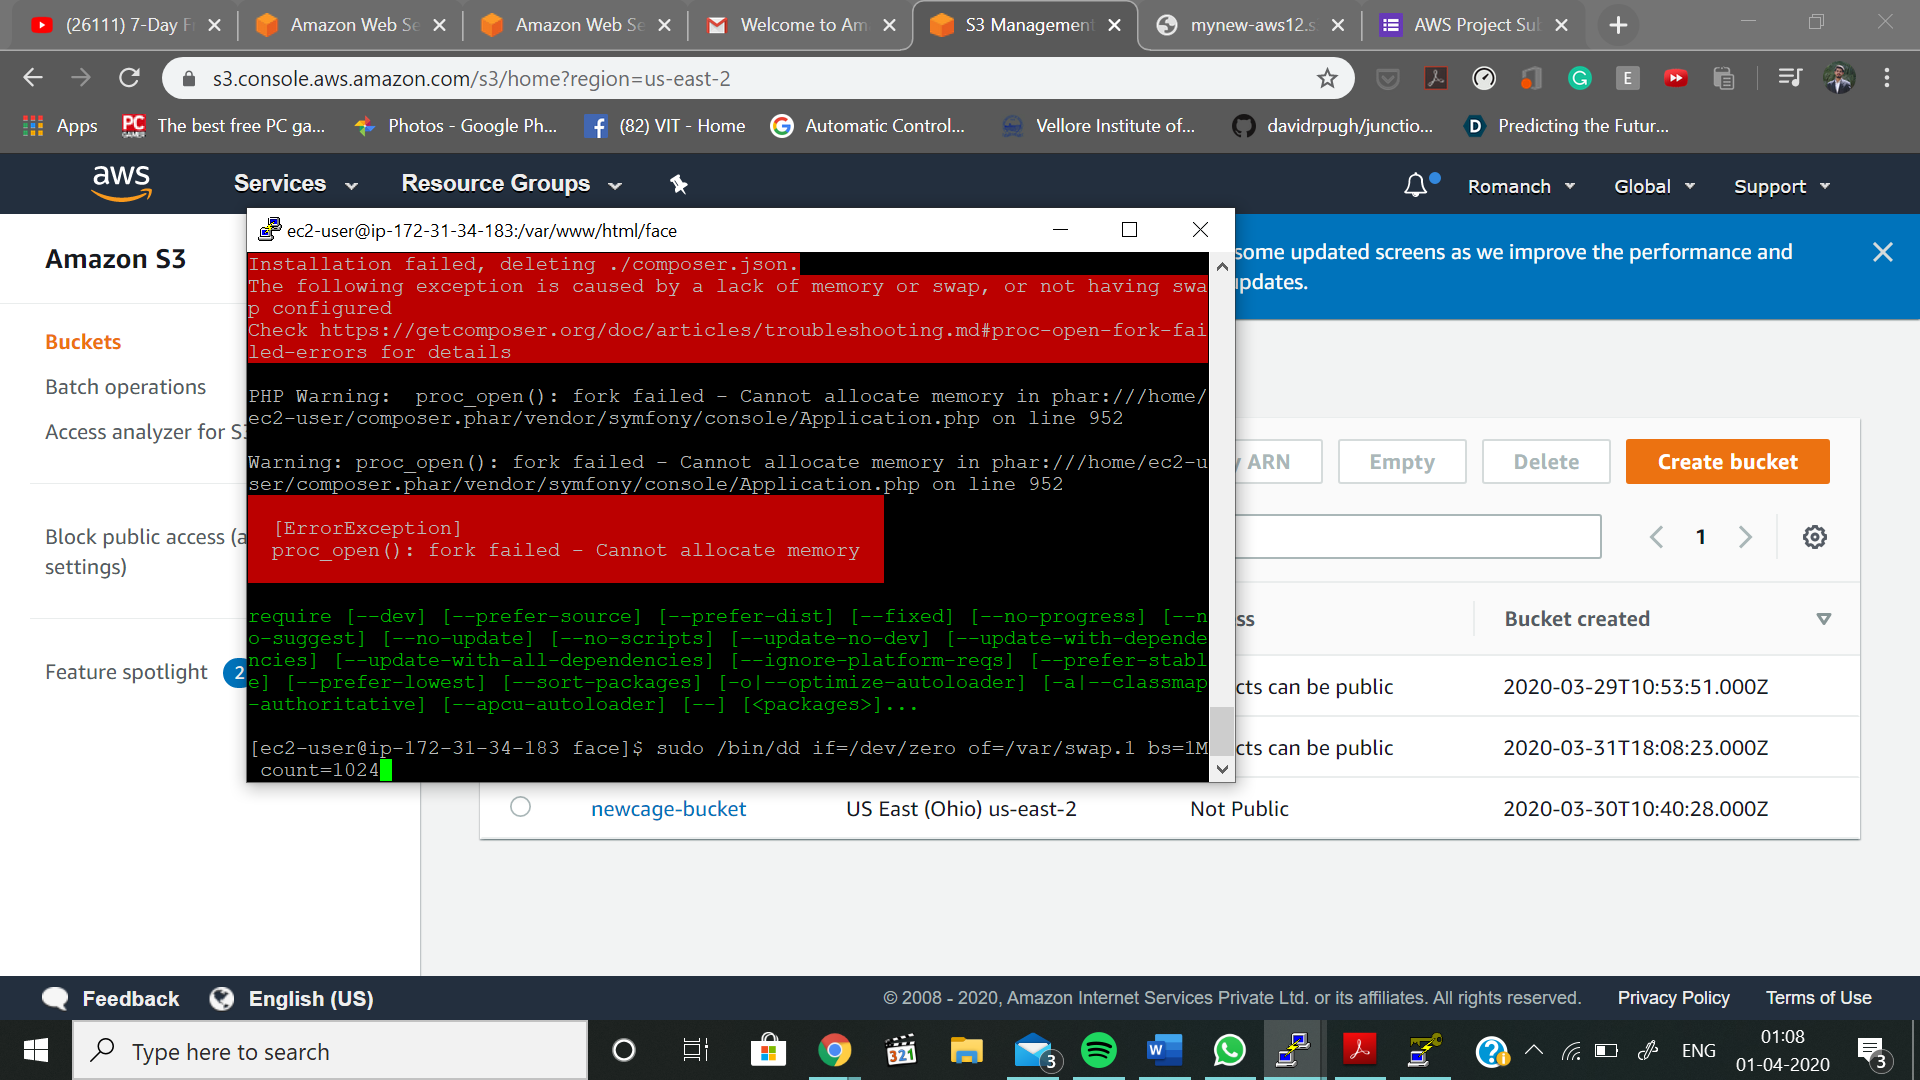 (26111) 7-Day F
Amazon Web Se
Amazon Web Se
Welcome to Am
S3 Management
mynew-aws12.s
AWS Project Sub
s3.console.aws.amazon.com/s3/home?region=us-east-2
Apps
The best free PC ga...
Photos - Google Ph...
(82) VIT - Home
Automatic Control...
Vellore Institute of...
davidrpugh/junctio...
Predicting the Futur...
aws
Services
Resource Groups
Romanch
Global
Support
Amazon S3
ec2-user@ip-172-31-34-183:/var/www/html/face
some updated screens as we improve the performance and
updates.
Installation failed, deleting ./composer.json.
The following exception is caused by a lack of memory or swap, or not having swa
p configured
Check https://getcomposer.org/doc/articles/troubleshooting.md#proc-open-fork-fai
led-errors for details
PHP Warning:  proc_open(): fork failed - Cannot allocate memory in phar:///home/
ec2-user/composer.phar/vendor/symfony/console/Application.php on line 952
Warning: proc_open(): fork failed - Cannot allocate memory in phar:///home/ec2-u
ser/composer.phar/vendor/symfony/console/Application.php on line 952
[ErrorException]
proc_open(): fork failed - Cannot allocate memory
require [--dev] [--prefer-source] [--prefer-dist] [--fixed] [--no-progress] [--n
o-suggest] [--no-update] [--no-scripts] [--update-no-dev] [--update-with-depende
ncies] [--update-with-all-dependencies] [--ignore-platform-reqs] [--prefer-stabl
e] [--prefer-lowest] [--sort-packages] [-o|--optimize-autoloader] [-a|--classmap
-authoritative] [--apcu-autoloader] [--] [<packages>]...
[ec2-user@ip-172-31-34-183 face]$ sudo /bin/dd if=/dev/zero of=/var/swap.1 bs=1M
count=1024
Buckets
Batch operations
Access analyzer for S3
Block public access (a
settings)
Feature spotlight
2
ARN
Empty
Delete
Create bucket
1
ss
Bucket created
cts can be public
2020-03-29T10:53:51.000Z
cts can be public
2020-03-31T18:08:23.000Z
newcage-bucket
US East (Ohio) us-east-2
Not Public
2020-03-30T10:40:28.000Z
Feedback
English (US)
© 2008 - 2020, Amazon Internet Services Private Ltd. or its affiliates. All rights reserved.
Privacy Policy
Terms of Use
Type here to search
321
3
ENG
01:08
01-04-2020
3